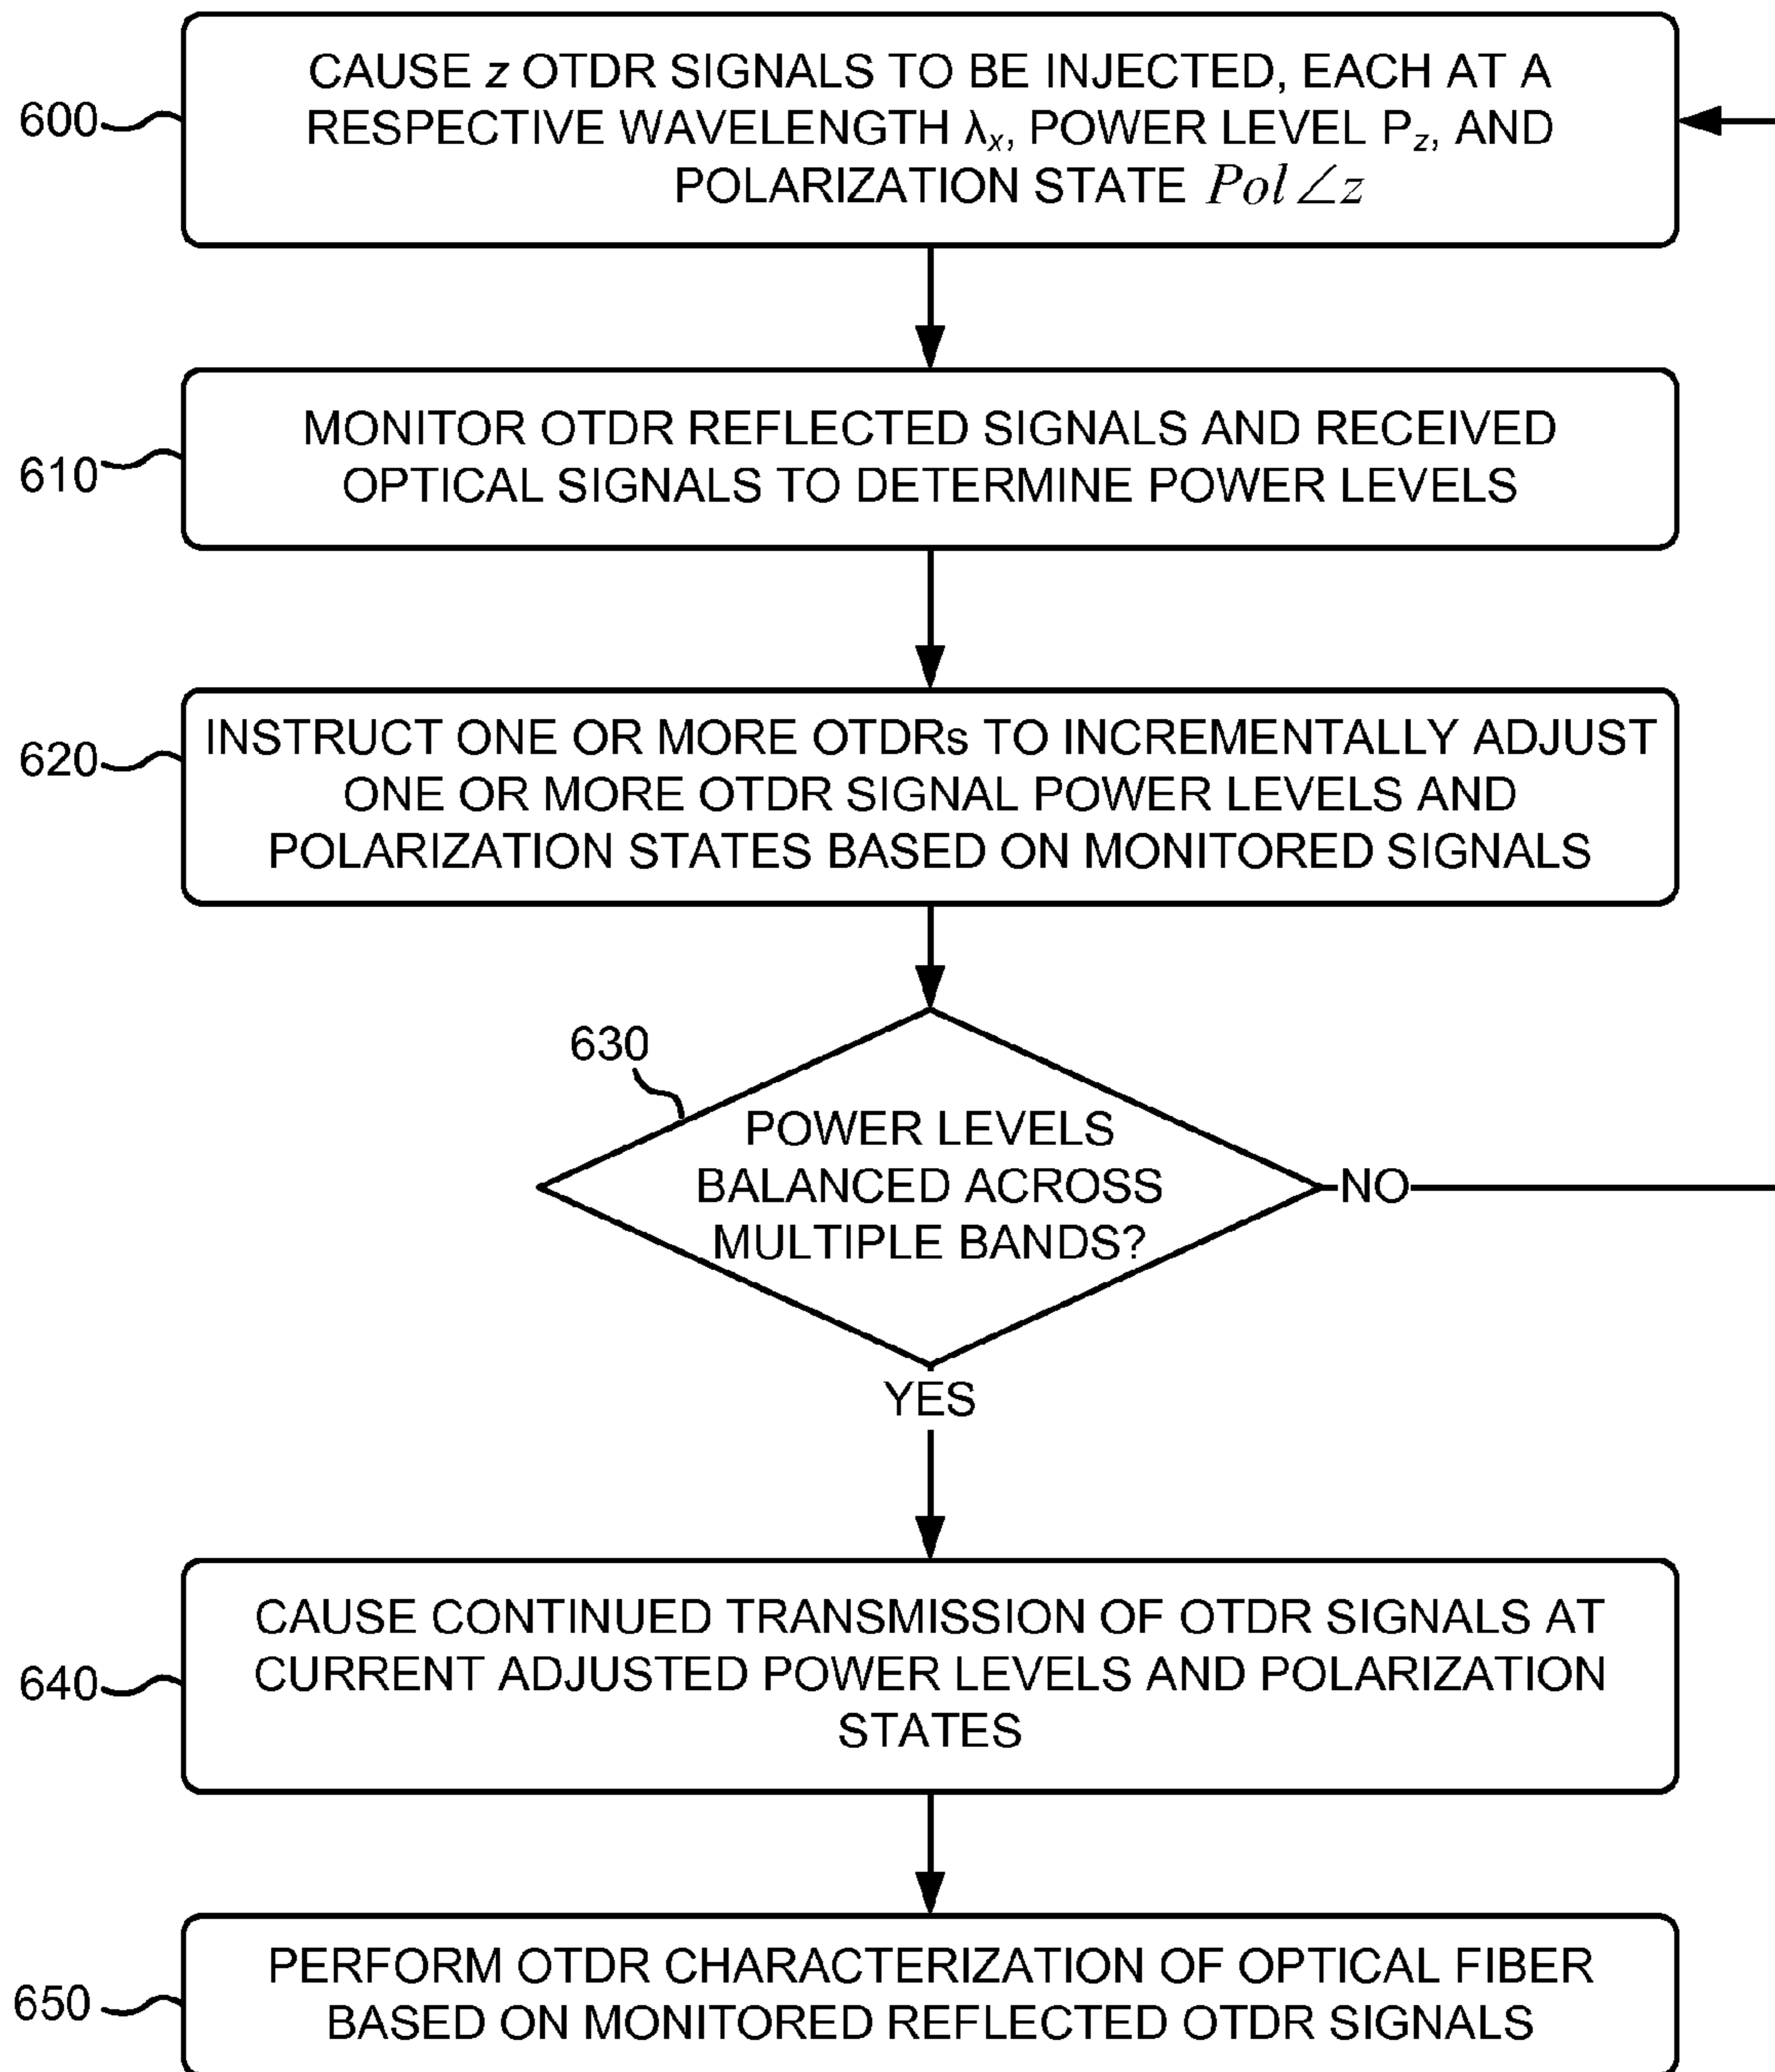 CAUSE z OTDR SIGNALS TO BE INJECTED, EACH AT A
600
RESPECTIVE WAVELENGTH λx, POWER LEVEL Pz, AND
POLARIZATION STATE Pol∠z
MONITOR OTDR REFLECTED SIGNALS AND RECEIVED
610
OPTICAL SIGNALS TO DETERMINE POWER LEVELS
INSTRUCT ONE OR MORE OTDRs TO INCREMENTALLY ADJUST
620
ONE OR MORE OTDR SIGNAL POWER LEVELS AND
POLARIZATION STATES BASED ON MONITORED SIGNALS
630
POWER LEVELS
BALANCED ACROSS
MULTIPLE BANDS?
NO
YES
CAUSE CONTINUED TRANSMISSION OF OTDR SIGNALS AT
640
CURRENT ADJUSTED POWER LEVELS AND POLARIZATION
STATES
PERFORM OTDR CHARACTERIZATION OF OPTICAL FIBER
650
BASED ON MONITORED REFLECTED OTDR SIGNALS